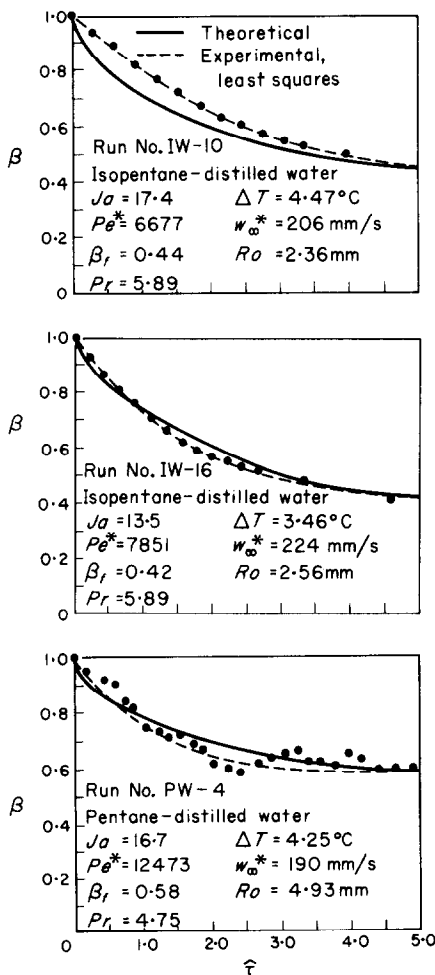 1·0
Theoretical
Experimental,
least squares
0·8
0·6
β
Run No. IW-10
0·4
Isopentane-distilled water
Ja = 17·4 ΔT = 4·47°C
0·2
Pe* = 6677 w∞* = 206 mm/s
βf = 0·44 Ro = 2·36mm
Pr = 5·89
0
1·0
0·8
β
0·6
Run No. IW-16
0·4
Isopentane-distilled water
Ja = 13·5 ΔT = 3·46°C
0·2
Pe* = 7851 w∞* = 224 mm/s
βf = 0·42 Ro = 2·56mm
Pr = 5·89
0
1·0
0·8
0·6
β
Run No. PW-4
0·4
Pentane-distilled water
Ja = 16·7 ΔT = 4·25°C
0·2
Pe* = 12473 w∞* = 190 mm/s
βf = 0·58 Ro = 4·93mm
Pr = 4·75
0 1·0 2·0 3·0 4·0 5·0
τ̂